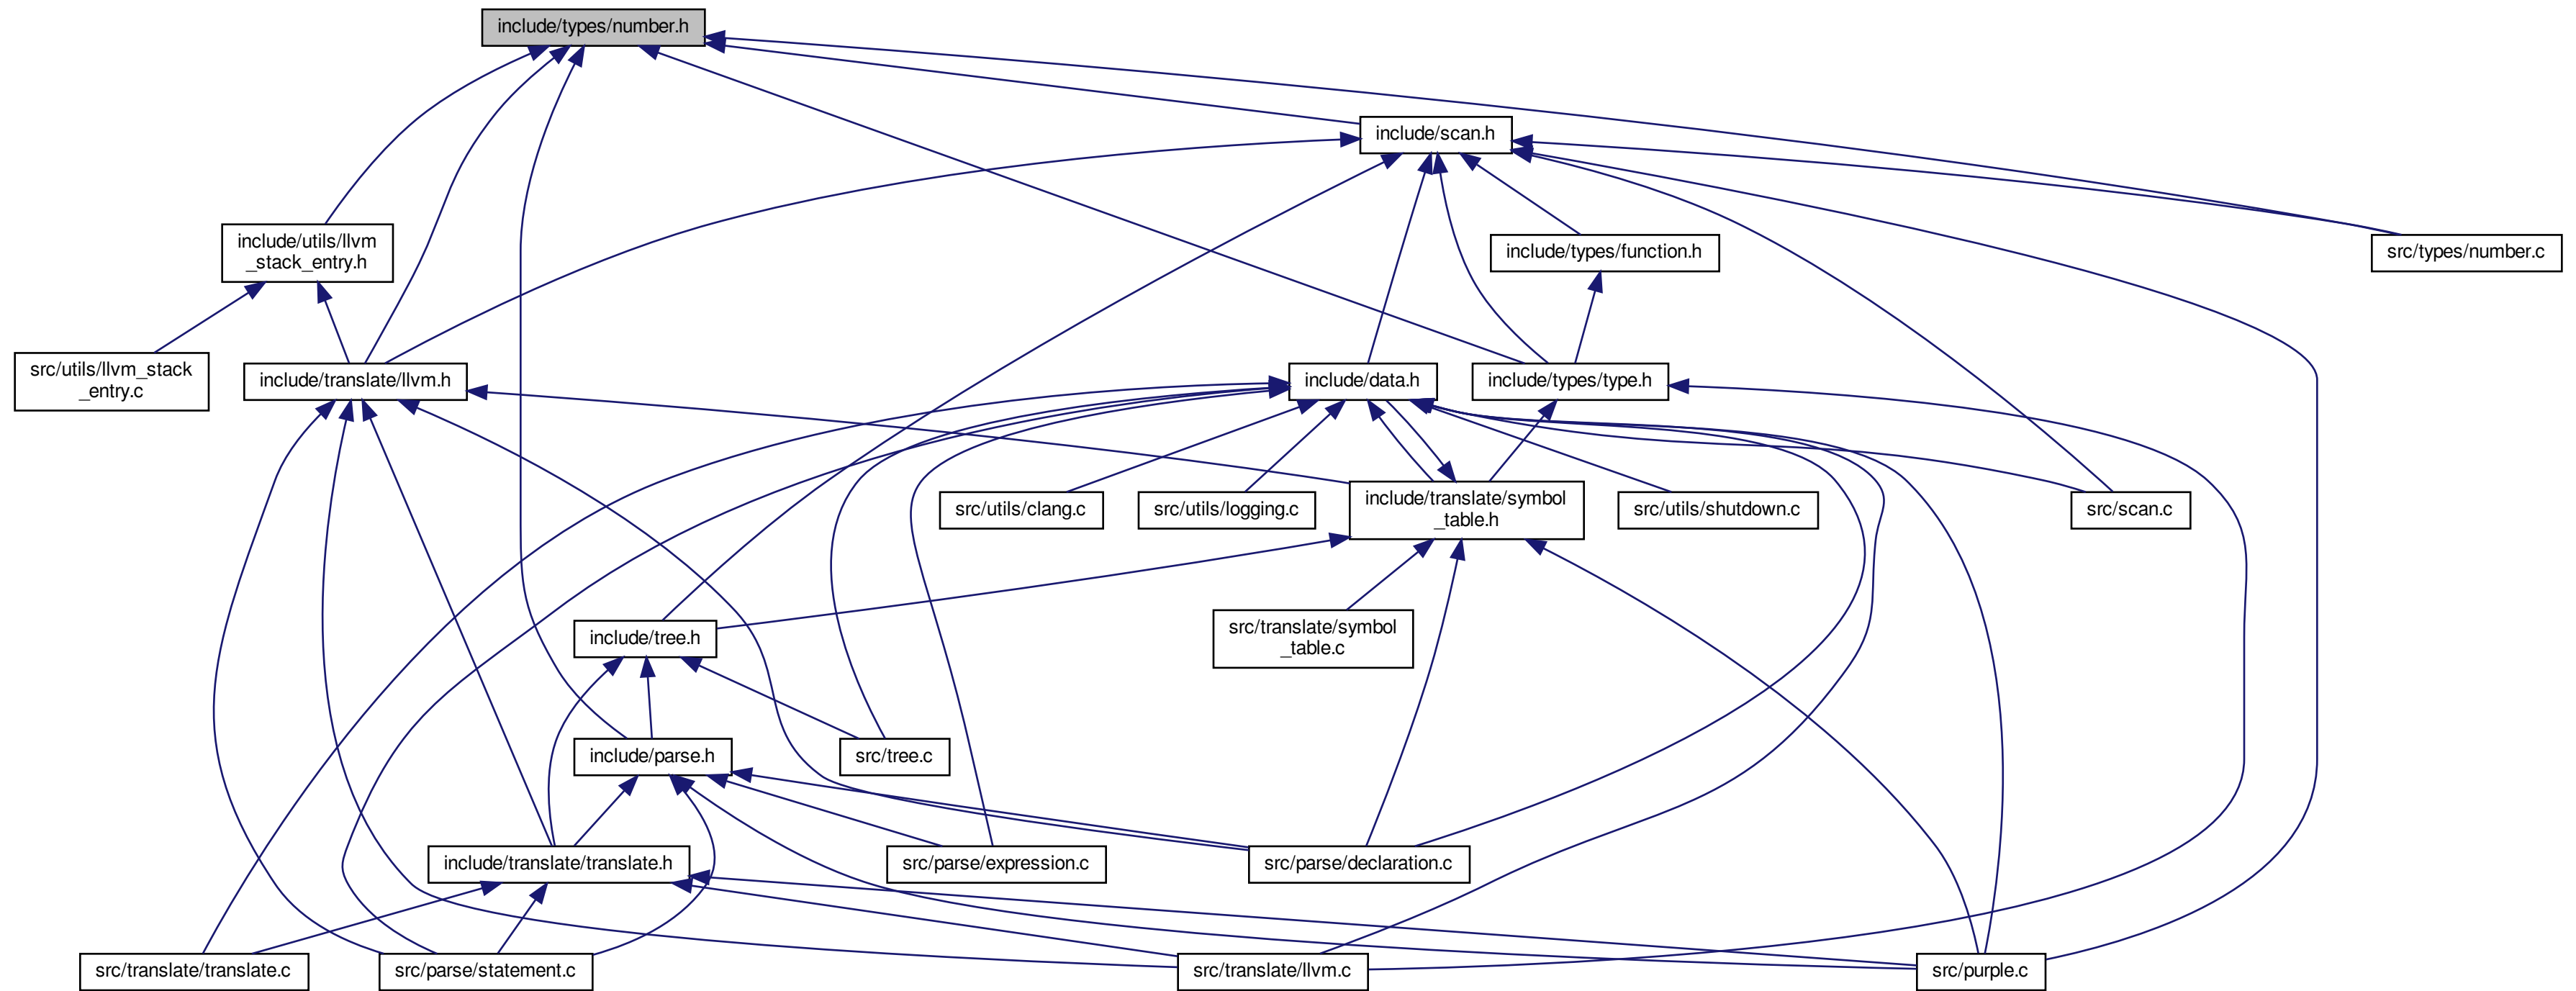 include/types/number.h
include/scan.h
include/utils/llvm
_stack_entry.h
include/types/function.h
src/types/number.c
src/utils/llvm_stack
_entry.c
include/translate/llvm.h
include/data.h
include/types/type.h
src/utils/clang.c
src/utils/logging.c
include/translate/symbol
_table.h
src/utils/shutdown.c
src/scan.c
include/tree.h
src/translate/symbol
_table.c
include/parse.h
src/tree.c
include/translate/translate.h
src/parse/expression.c
src/parse/declaration.c
src/translate/translate.c
src/parse/statement.c
src/translate/llvm.c
src/purple.c